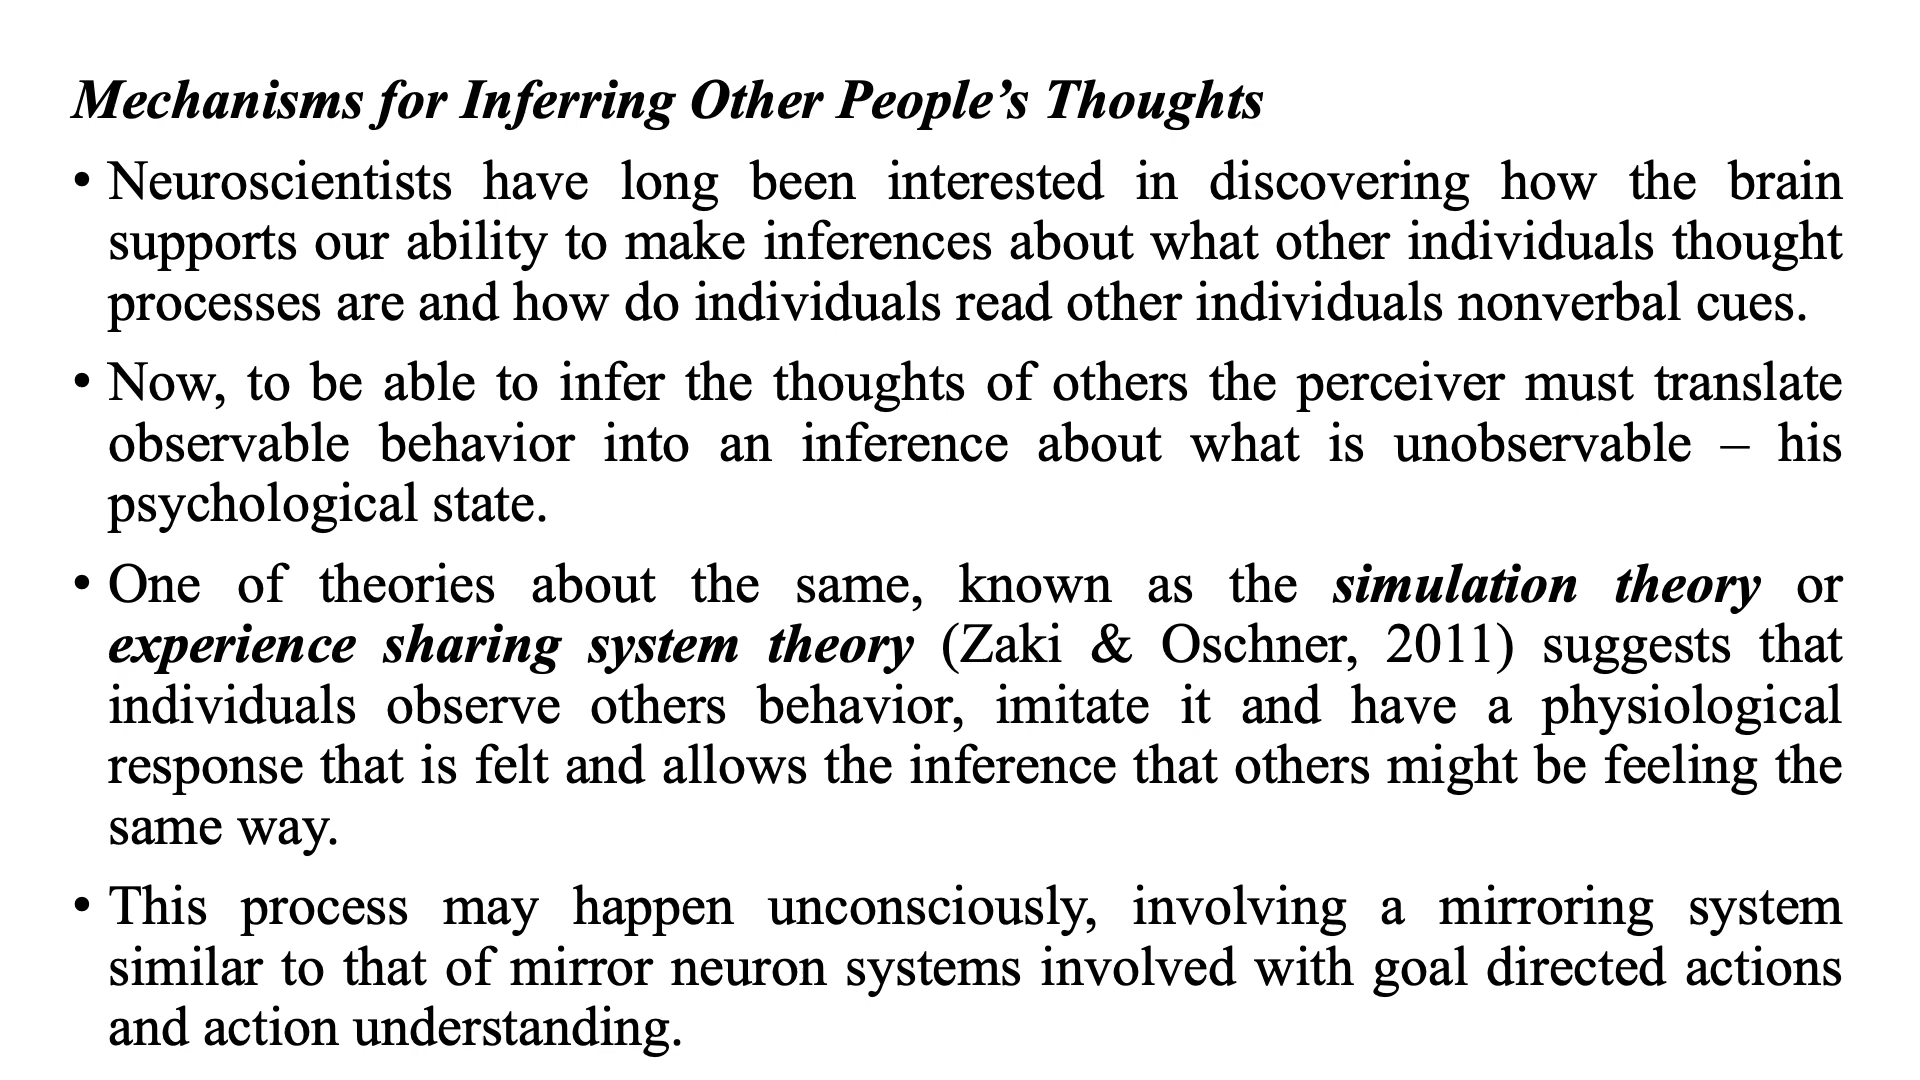 Mechanisms for Inferring Other People’s Thoughts
• Neuroscientists have long been interested in discovering how the brain
supports our ability to make inferences about what other individuals thought
processes are and how do individuals read other individuals nonverbal cues.
• Now, to be able to infer the thoughts of others the perceiver must translate
observable behavior into an inference about what is unobservable – his
psychological state.
• One of theories about the same, known as the simulation theory or
experience sharing system theory (Zaki & Oschner, 2011) suggests that
individuals observe others behavior, imitate it and have a physiological
response that is felt and allows the inference that others might be feeling the
same way.
• This process may happen unconsciously, involving a mirroring system
similar to that of mirror neuron systems involved with goal directed actions
and action understanding.